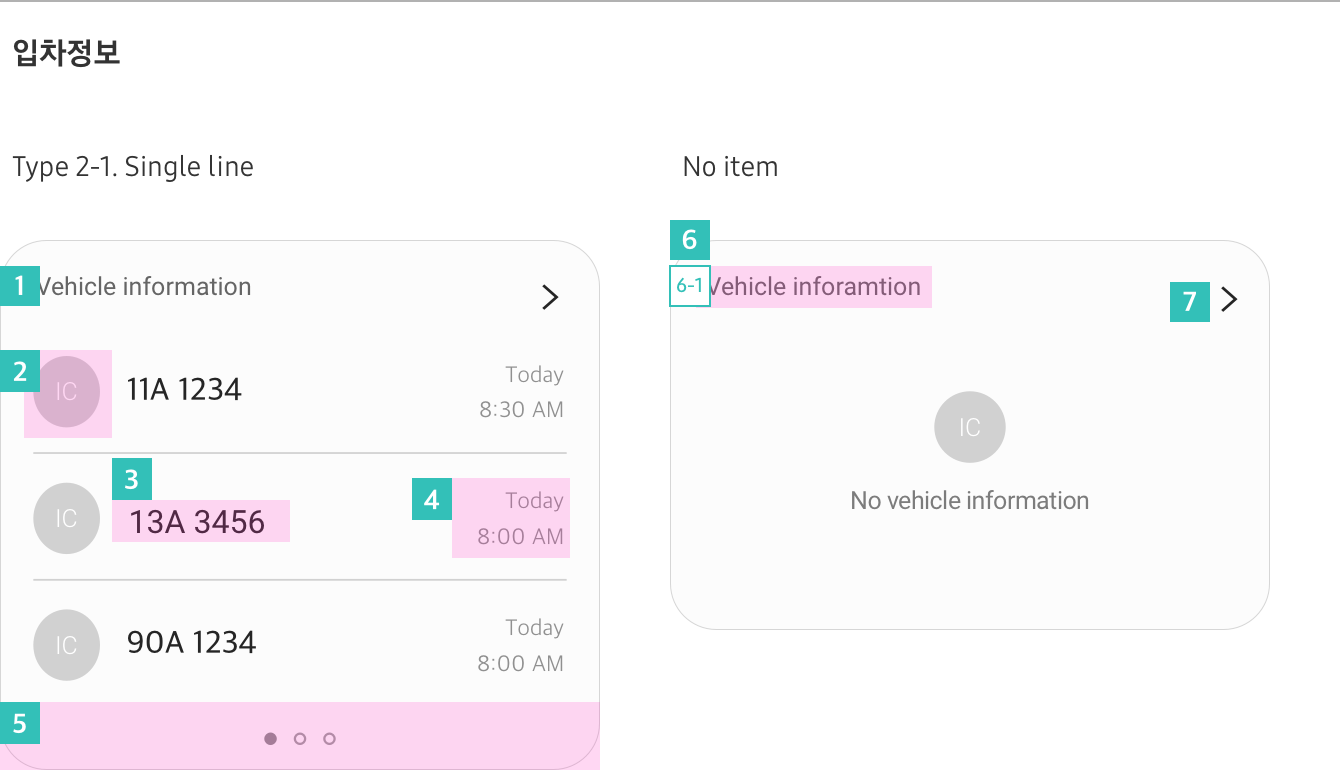 입차정보
Type 2-1. Single line
1
Vehicle information
2
IC
11A 1234
Today
8:30 AM
3
IC
13A 3456
4
Today
8:00 AM
IC
90A 1234
Today
8:00 AM
5
No item
6
6-1
Vehicle inforamtion
7
IC
No vehicle information